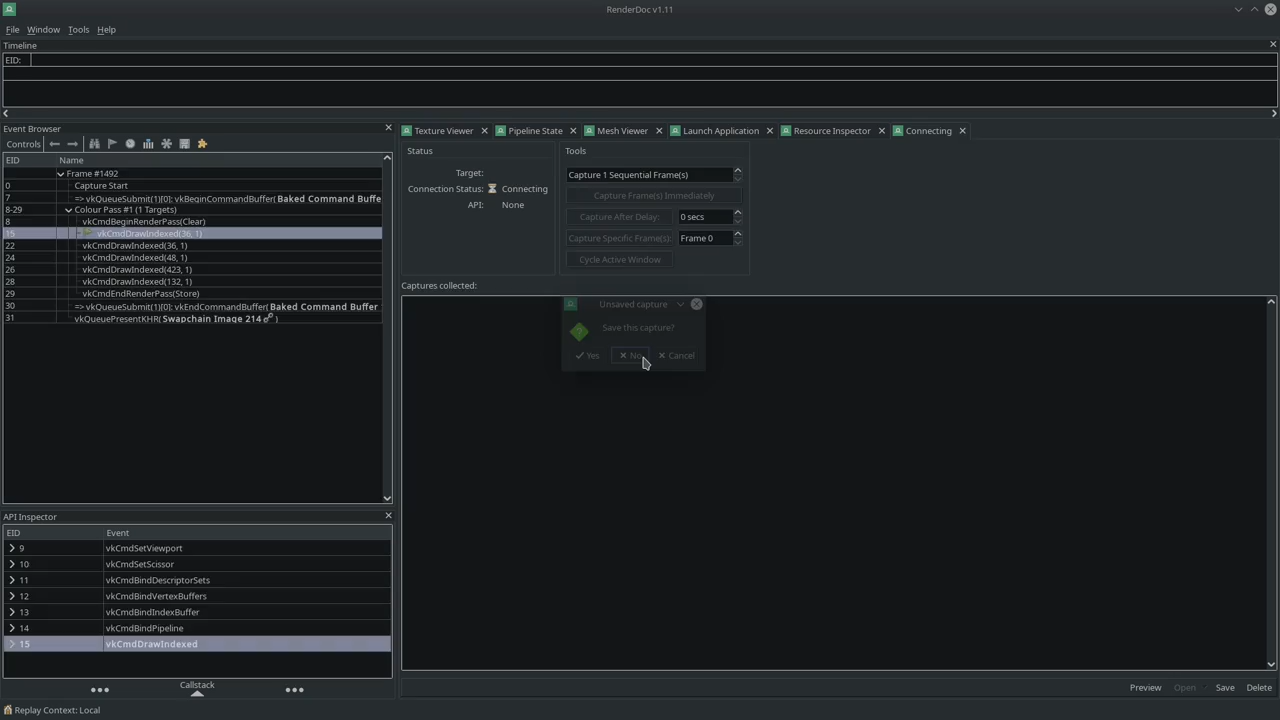 RenderDoc v1.11
File Window Tools Help
Timeline
EID:
Event Browser
Controls
EID Name
Frame #1492
0 Capture Start
7 => vkQueueSubmit(1)[0]: vkBeginCommandBuffer( Baked Command Buffe
8-29 Colour Pass #1 (1 Targets)
8 vkCmdBeginRenderPass(Clear)
15 vkCmdDrawIndexed(36, 1)
22 vkCmdDrawIndexed(36, 1)
24 vkCmdDrawIndexed(48, 1)
26 vkCmdDrawIndexed(423, 1)
28 vkCmdDrawIndexed(132, 1)
29 vkCmdEndRenderPass(Store)
30 => vkQueueSubmit(1)[0]: vkEndCommandBuffer( Baked Command Buffer
31 vkQueuePresentKHR( Swapchain Image 214 )
API Inspector
EID Event
9 vkCmdSetViewport
10 vkCmdSetScissor
11 vkCmdBindDescriptorSets
12 vkCmdBindVertexBuffers
13 vkCmdBindIndexBuffer
14 vkCmdBindPipeline
15 vkCmdDrawIndexed
Callstack
Texture Viewer Pipeline State Mesh Viewer Launch Application Resource Inspector Connecting
Status
Target:
Connection Status: Connecting
API: None
Tools
Capture 1 Sequential Frame(s)
Capture Frame(s) Immediately
Capture After Delay: 0 secs
Capture Specific Frame(s): Frame 0
Cycle Active Window
Captures collected:
Unsaved capture
Save this capture?
Yes No Cancel
Preview Open Save Delete
Replay Context: Local